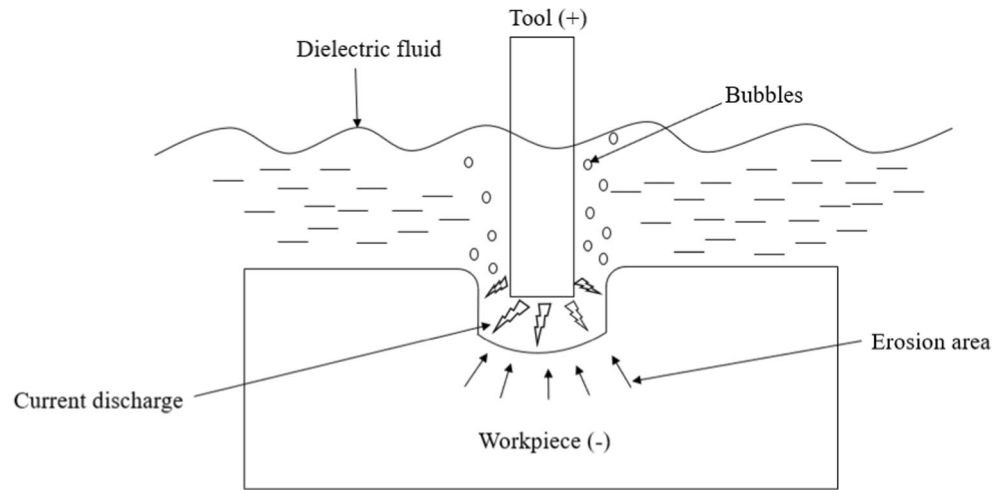 Tool (+)
Dielectric fluid
Bubbles
Erosion area
Current discharge
Workpiece (-)